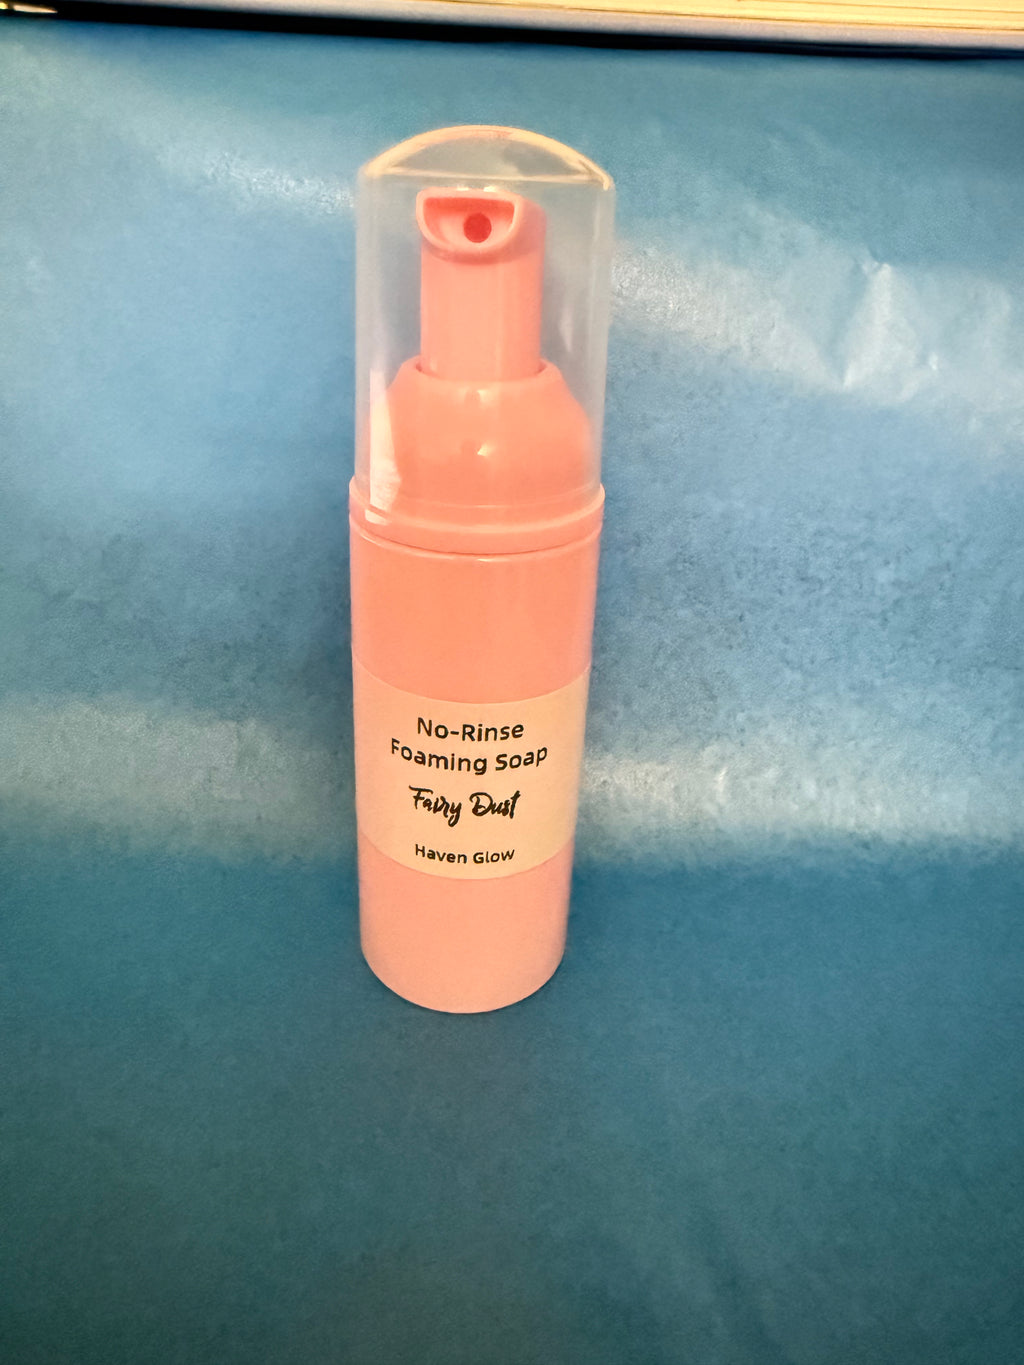 No-Rinse
Foaming Soap
Fairy Dust
Haven Glow